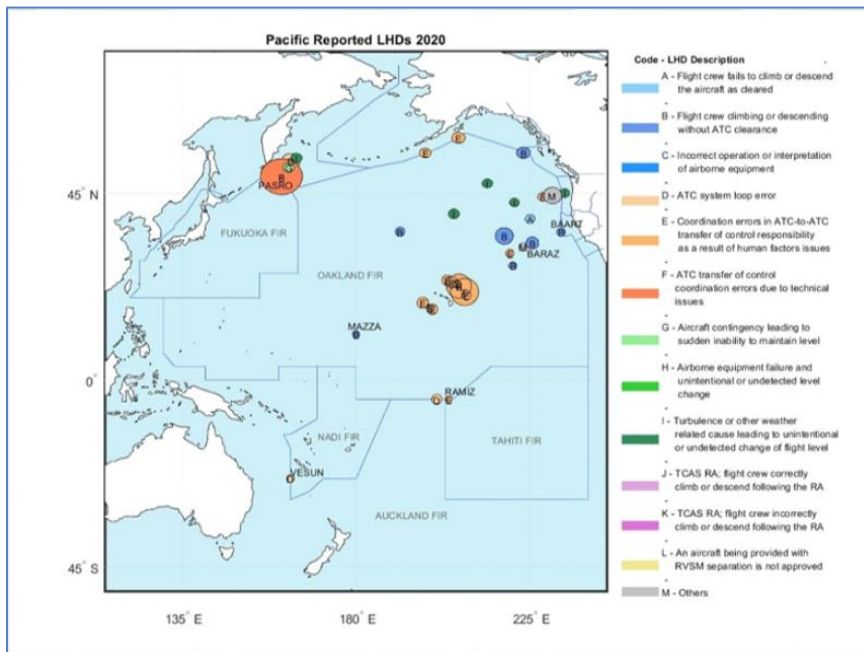 Pacific Reported LHDs 2020
45° N
0°
45° S
135° E
180° E
225° E
PASRO
FUKUOKA FIR
OAKLAND FIR
BAART
BARAZ
MAZZA
RAMIZ
NADI FIR
TAHITI FIR
VESUN
AUCKLAND FIR
E
E
B
I
I
I
I
E
M
A
B
B
B
Code - LHD Description
A - Flight crew fails to climb or descend
the aircraft as cleared
B - Flight crew climbing or descending
without ATC clearance
C - Incorrect operation or interpretation
of airborne equipment
D - ATC system loop error
E - Coordination errors in ATC-to-ATC
transfer of control responsibility
as a result of human factors issues
F - ATC transfer of control
coordination errors due to technical
issues
G - Aircraft contingency leading to
sudden inability to maintain level
H - Airborne equipment failure and
unintentional or undetected level
change
I - Turbulence or other weather
related cause leading to unintentional
or undetected change of flight level
J - TCAS RA; flight crew correctly
climb or descend following the RA
K - TCAS RA; flight crew incorrectly
climb or descend following the RA
L - An aircraft being provided with
RVSM separation is not approved
M - Others